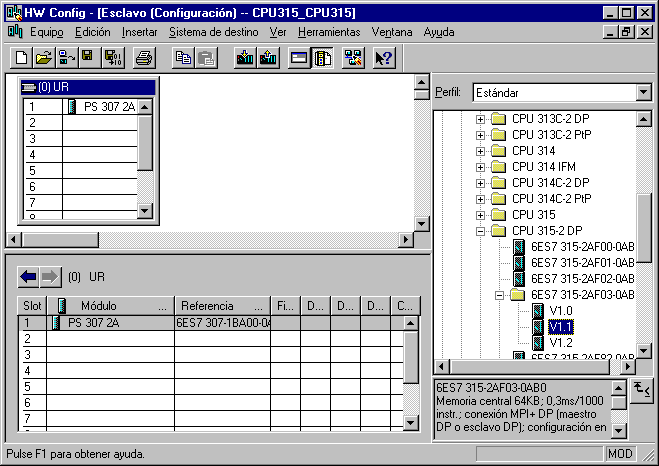 HW Config - [Esclavo (Configuración) -- CPU315_CPU315]
Equipo Edición Insertar Sistema de destino Ver Herramientas Ventana Ayuda
(0) UR
1 PS 307 2A
2
3
4
5
6
7
8
Perfil: Estándar
CPU 313C-2 DP
CPU 313C-2 PtP
CPU 314
CPU 314 IFM
CPU 314C-2 DP
CPU 314C-2 PtP
CPU 315
CPU 315-2 DP
6ES7 315-2AF00-0AB
6ES7 315-2AF01-0AB
6ES7 315-2AF02-0AB
6ES7 315-2AF03-0AB
V1.0
V1.1
V1.2
6ES7 315-2AF82-0AB
(0) UR
Slot Módulo ... Referencia ... Fi... D... D... D... C...
1 PS 307 2A 6ES7 307-1BA00-0A
2
3
4
5
6
7
6ES7 315-2AF03-0AB0
Memoria central 64KB; 0,3ms/1000
instr.; conexión MPI+ DP (maestro
DP o esclavo DP); configuración en
Pulse F1 para obtener ayuda.
MOD